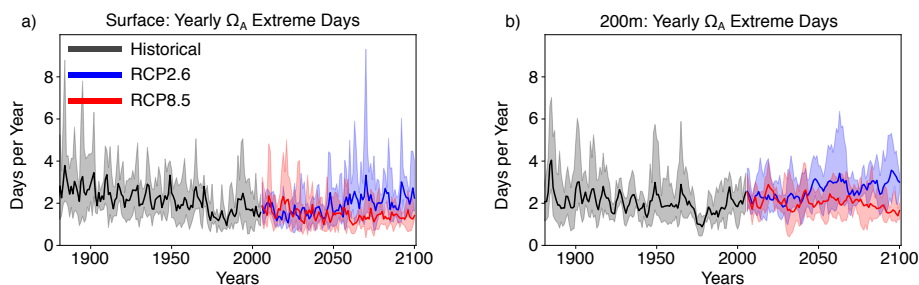 a) Surface: Yearly Ω_A Extreme Days
Historical
RCP2.6
RCP8.5
Days per Year
8
6
4
2
0
1900 1950 2000 2050 2100
Years
b) 200m: Yearly Ω_A Extreme Days
Days per Year
8
6
4
2
0
1900 1950 2000 2050 2100
Years